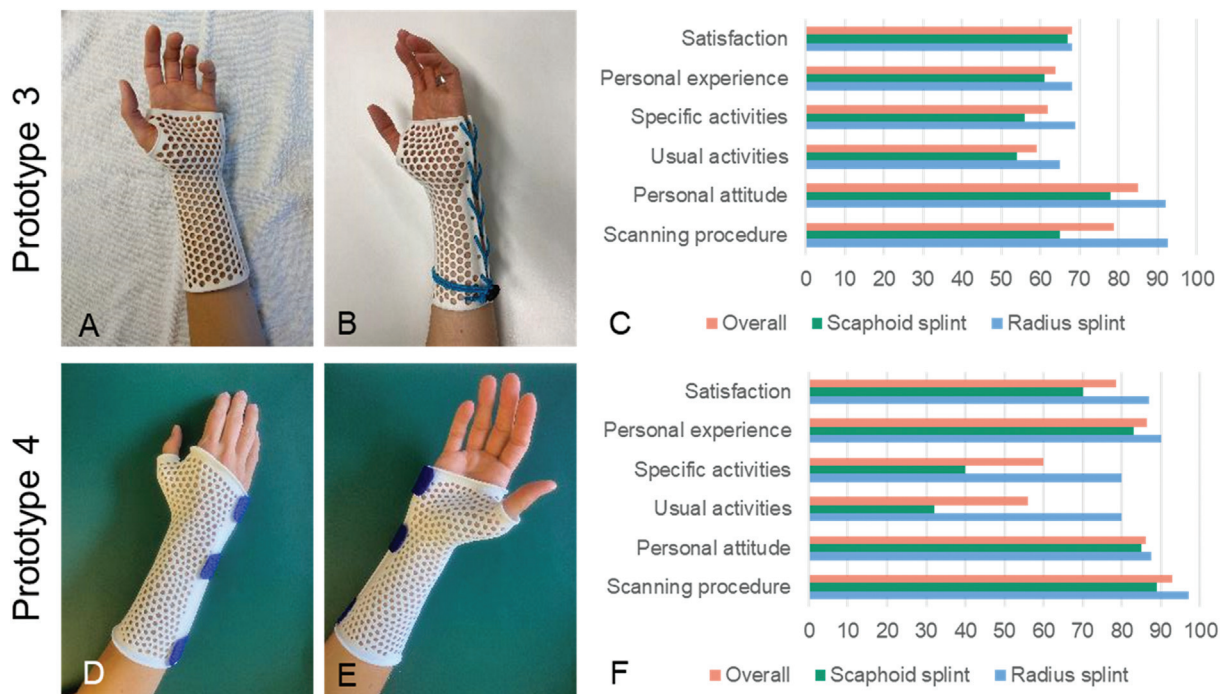 Prototype 3
A
B
Satisfaction
Personal experience
Specific activities
Usual activities
Personal attitude
Scanning procedure
0 10 20 30 40 50 60 70 80 90 100
C
Overall Scaphoid splint Radius splint
Prototype 4
D
E
Satisfaction
Personal experience
Specific activities
Usual activities
Personal attitude
Scanning procedure
0 10 20 30 40 50 60 70 80 90 100
F
Overall Scaphoid splint Radius splint